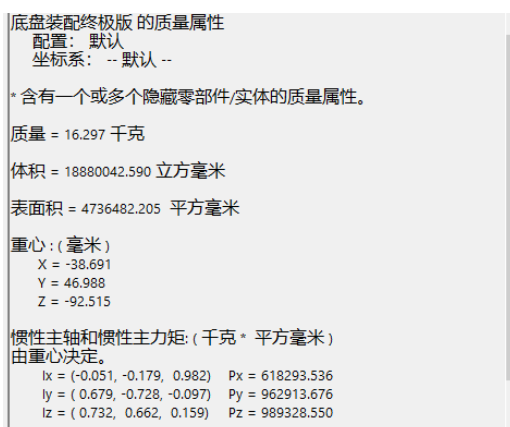 底盘装配终极版 的质量属性
配置： 默认
坐标系： -- 默认 --
* 含有一个或多个隐藏零部件/实体的质量属性。
质量 = 16.297 千克
体积 = 18880042.590 立方毫米
表面积 = 4736482.205 平方毫米
重心 : ( 毫米 )
X = -38.691
Y = 46.988
Z = -92.515
惯性主轴和惯性主力矩: ( 千克 * 平方毫米 )
由重心决定。
Ix = (-0.051, -0.179, 0.982) Px = 618293.536
Iy = ( 0.679, -0.728, -0.097) Py = 962913.676
Iz = ( 0.732, 0.662, 0.159) Pz = 989328.550